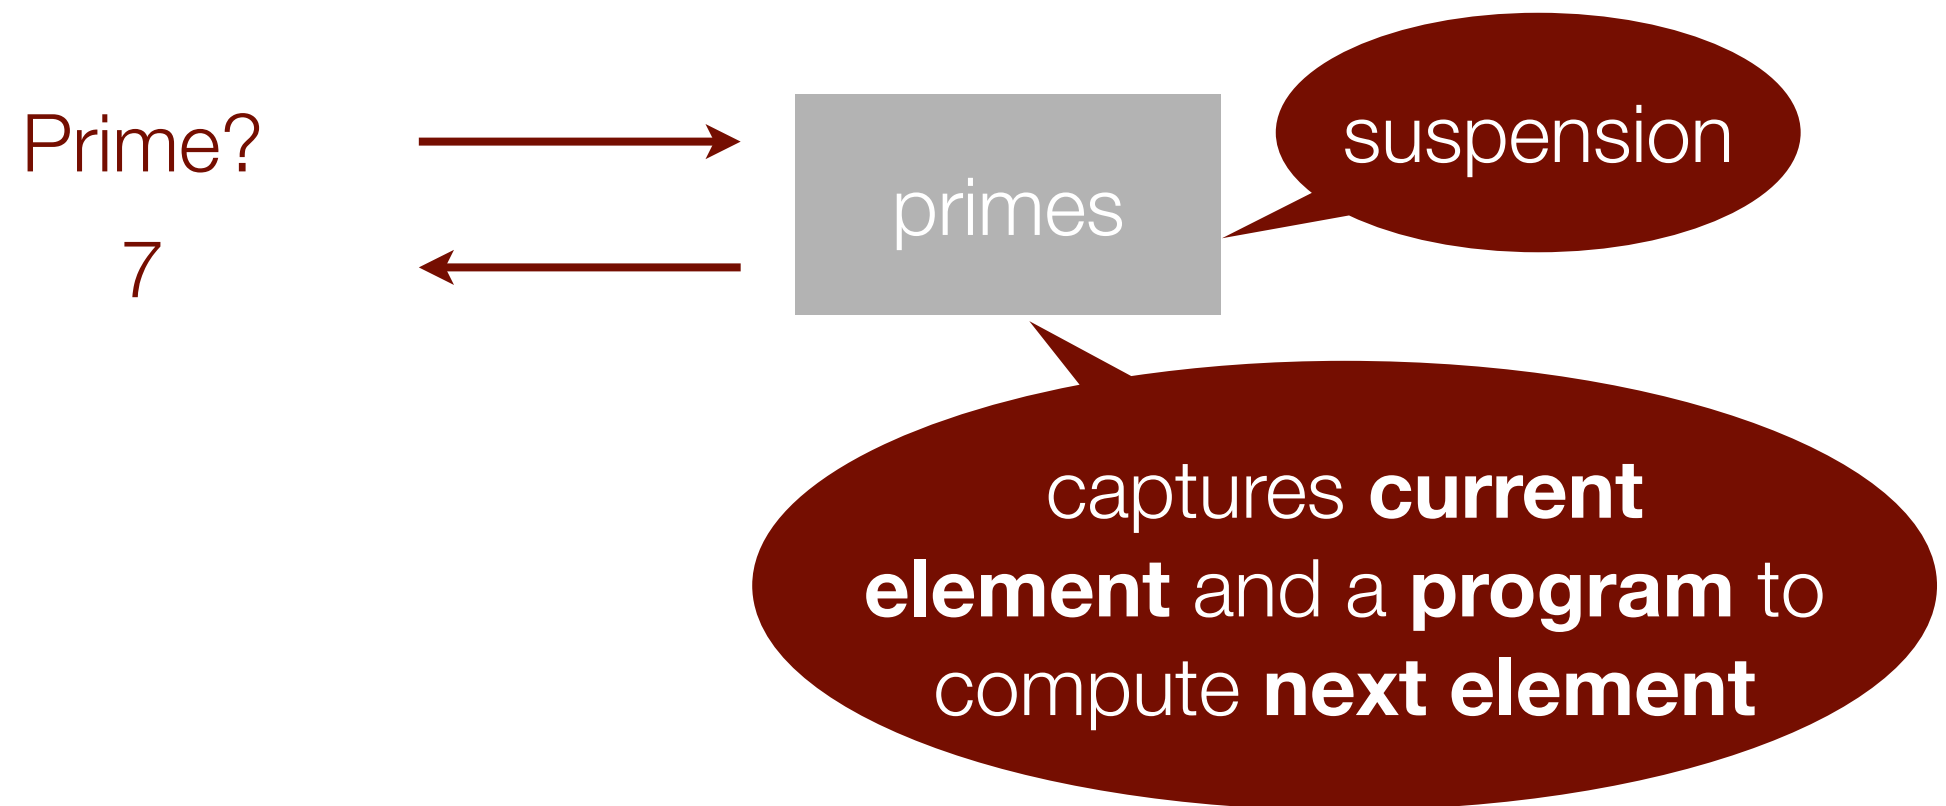 Prime?
7
primes
suspension
captures current
element and a program to
compute next element